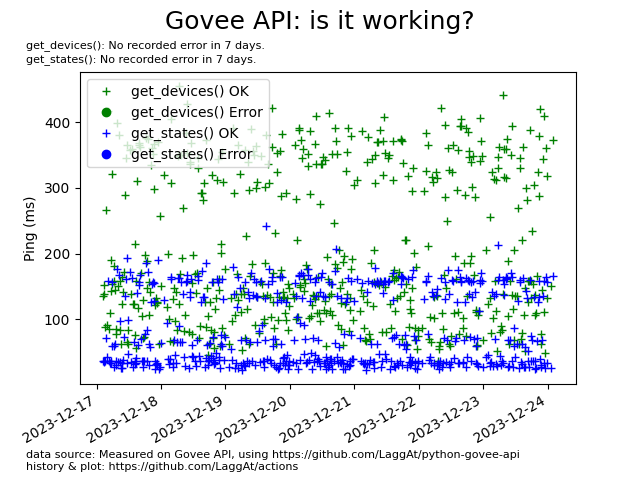 Govee API: is it working?
get_devices(): No recorded error in 7 days.
get_states(): No recorded error in 7 days.
get_devices() OK
get_devices() Error
get_states() OK
get_states() Error
Ping (ms)
400
300
200
100
2023-12-17
2023-12-18
2023-12-19
2023-12-20
2023-12-21
2023-12-22
2023-12-23
2023-12-24
data source: Measured on Govee API, using https://github.com/LaggAt/python-govee-api
history & plot: https://github.com/LaggAt/actions